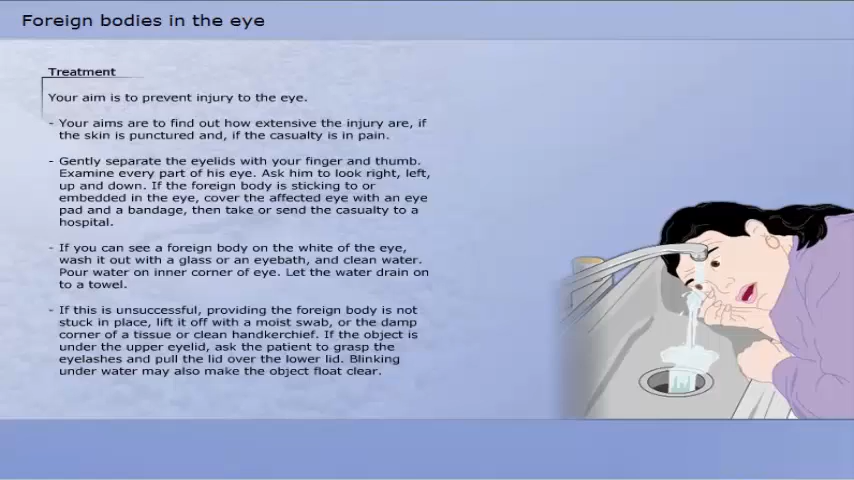 Foreign bodies in the eye
Treatment
Your aim is to prevent injury to the eye.
- Your aims are to find out how extensive the injury are, if
the skin is punctured and, if the casualty is in pain.
- Gently separate the eyelids with your finger and thumb.
Examine every part of his eye. Ask him to look right, left,
up and down. If the foreign body is sticking to or
embedded in the eye, cover the affected eye with an eye
pad and a bandage, then take or send the casualty to a
hospital.
- If you can see a foreign body on the white of the eye,
wash it out with a glass or an eyebath, and clean water.
Pour water on inner corner of eye. Let the water drain on
to a towel.
- If this is unsuccessful, providing the foreign body is not
stuck in place, lift it off with a moist swab, or the damp
corner of a tissue or clean handkerchief. If the object is
under the upper eyelid, ask the patient to grasp the
eyelashes and pull the lid over the lower lid. Blinking
under water may also make the object float clear.